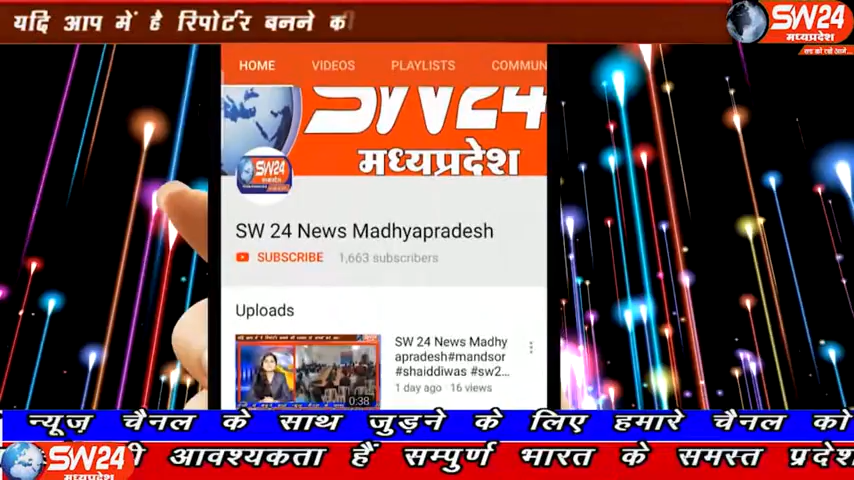 यदि आप में है रिपोर्टर बनने की
SW24
मध्यप्रदेश
HOME VIDEOS PLAYLISTS COMMUN
SW24
मध्यप्रदेश
SW24
SW 24 News Madhyapradesh
SUBSCRIBE 1,663 subscribers
Uploads
SW 24 News Madhy
apradesh#mandsor
#shaiddiwas #sw2...
1 day ago · 16 views
0:38
न्यूज चैनल के साथ जुड़ने के लिए हमारे चैनल को
आवश्यकता हैं सम्पुर्ण भारत के समस्त प्रदेश
SW24
मध्यप्रदेश